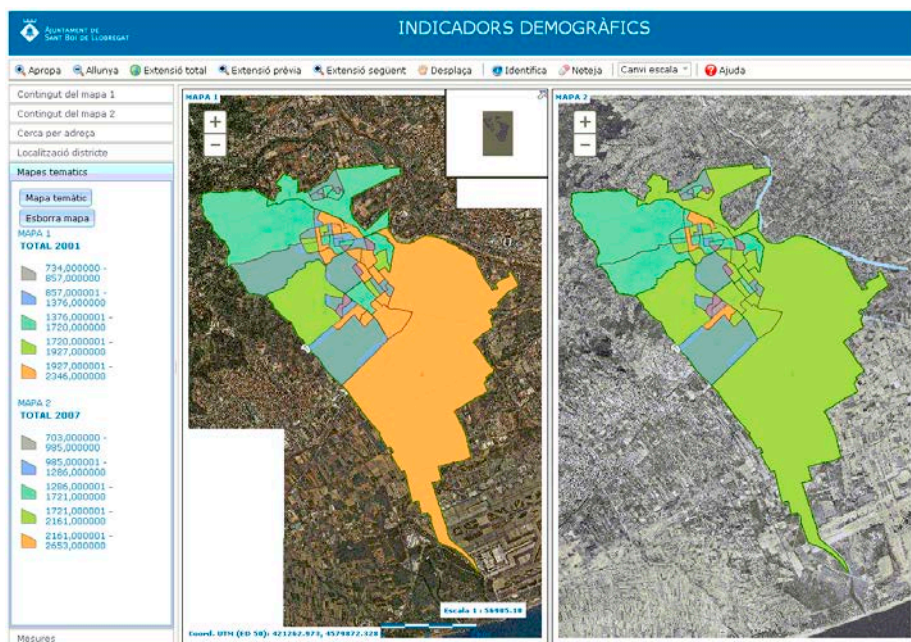 AJUNTAMENT DE
SANT BOI DE LLOBREGAT
INDICADORS DEMOGRÀFICS
Apropa
Allunya
Extensió total
Extensió prèvia
Extensió següent
Desplaça
Identifica
Neteja
Canvi escala
Ajuda
Contingut del mapa 1
Contingut del mapa 2
Cerca per adreça
Localització districte
Mapes tematics
Mapa temàtic
Esborra mapa
MAPA 1
TOTAL 2001
734,000000 -
857,000000
857,000001 -
1376,000000
1376,000001 -
1720,000000
1720,000001 -
1927,000000
1927,000001 -
2346,000000
MAPA 2
TOTAL 2007
703,000000 -
985,000000
985,000001 -
1286,000000
1286,000001 -
1721,000000
1721,000001 -
2161,000000
2161,000001 -
2653,000000
Mesures
MAPA 1
+
−
Escala 1 : 56985.10
Coord. UTM (ED 50): 421262.973, 4579872.328
MAPA 2
+
−